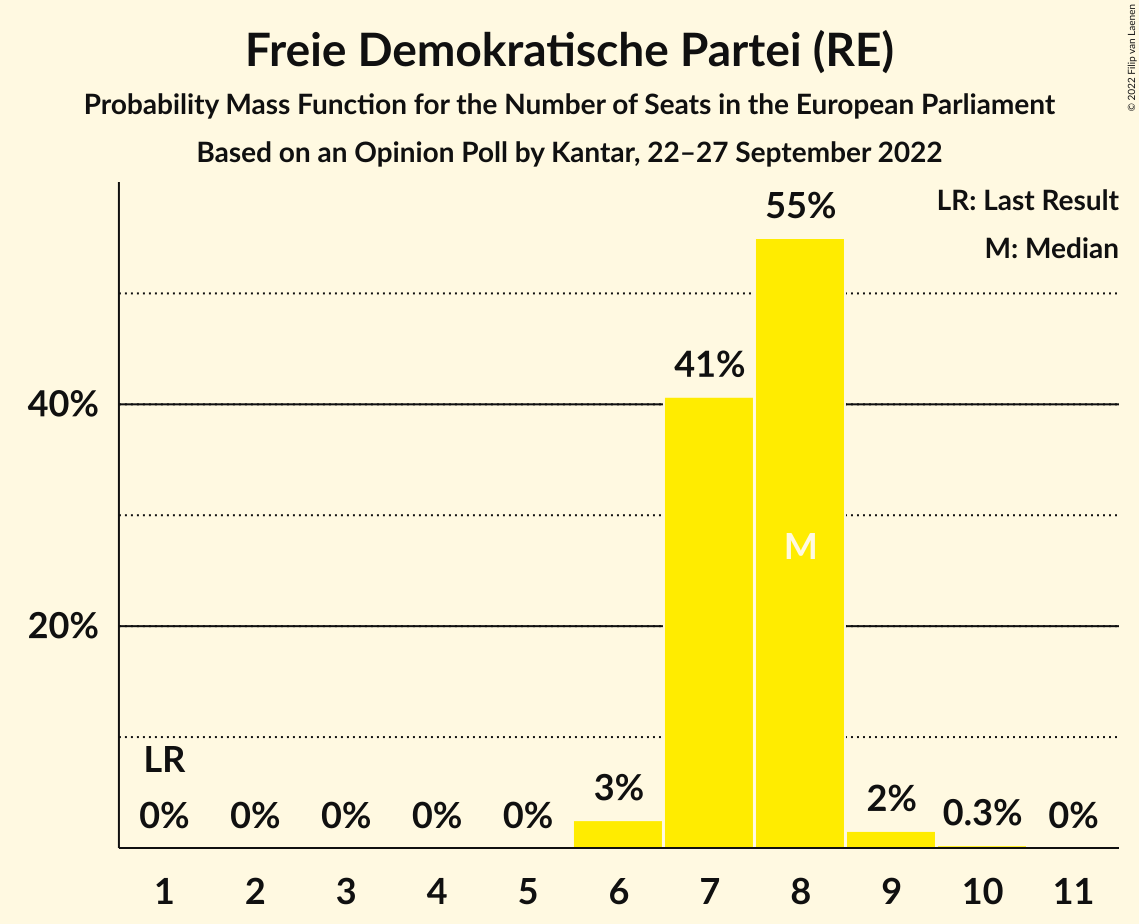 Freie Demokratische Partei (RE)
Probability Mass Function for the Number of Seats in the European Parliament
Based on an Opinion Poll by Kantar, 22–27 September 2022
© 2022 Filip van Laenen
LR: Last Result
M: Median
55%
41%
40%
M
20%
LR
0% 0% 0% 0% 0% 3% 2% 0.3% 0%
1 2 3 4 5 6 7 8 9 10 11